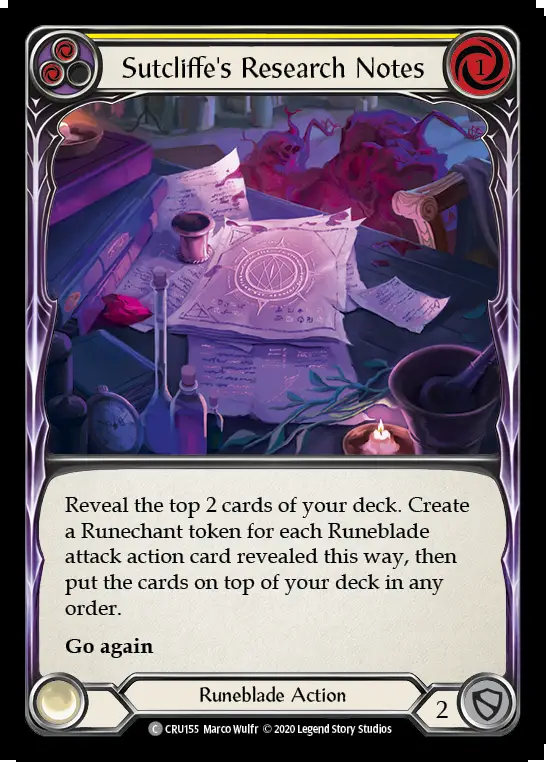 Sutcliffe's Research Notes
1
Reveal the top 2 cards of your deck. Create
a Runechant token for each Runeblade
attack action card revealed this way, then
put the cards on top of your deck in any
order.
Go again
Runeblade Action
2
C CRU155 Marco Wulfr © 2020 Legend Story Studios